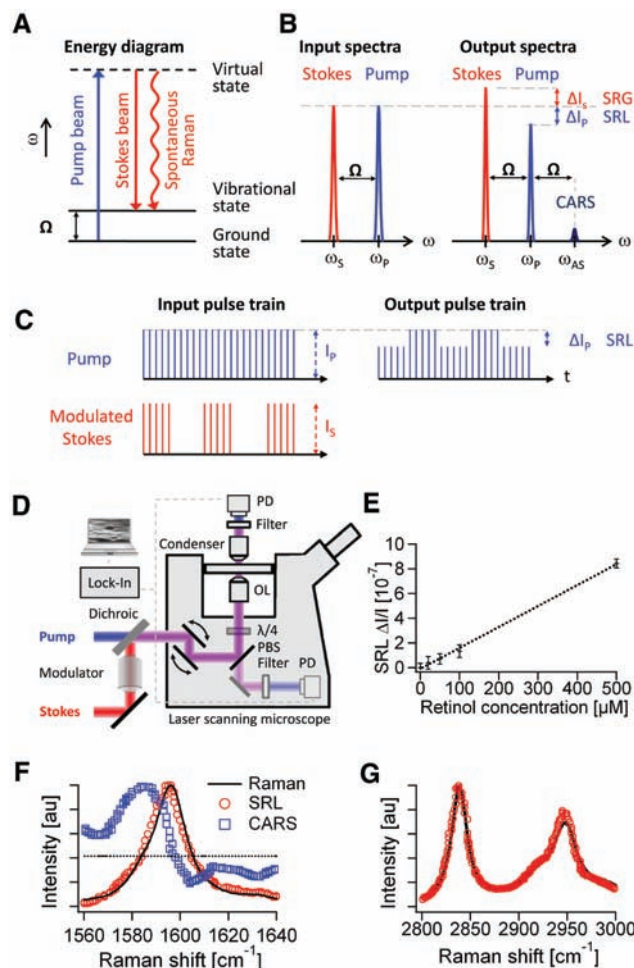 A
Energy diagram
Virtual state
ω
Pump beam
Stokes beam
Spontaneous Raman
Vibrational state
Ω
Ground state
B
Input spectra
Output spectra
Stokes
Pump
Stokes
Pump
ΔIs SRG
ΔIP SRL
Ω
Ω
Ω
CARS
ωS
ωP
ω
ωS
ωP
ωAS
ω
C
Input pulse train
Output pulse train
Pump
IP
ΔIP SRL
t
Modulated Stokes
IS
D
PD
Filter
Condenser
Lock-In
OL
Dichroic
λ/4
Pump
PBS
Filter
PD
Modulator
Stokes
Laser scanning microscope
E
SRL ΔI/I [10⁻⁷]
8
6
4
2
0
0 100 200 300 400 500
Retinol concentration [µM]
F
Raman
SRL
CARS
Intensity [au]
1560 1580 1600 1620 1640
Raman shift [cm⁻¹]
G
Intensity [au]
2800 2850 2900 2950 3000
Raman shift [cm⁻¹]